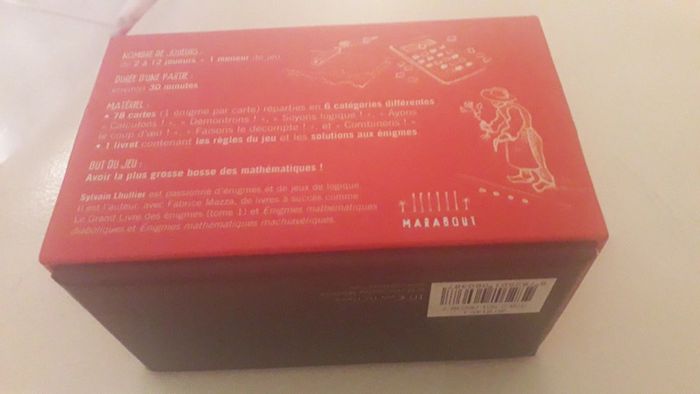 NOMBRE DE JOUEURS :
de 2 à 12 joueurs - 1 meneur de jeu
DURÉE D'UNE PARTIE :
environ 30 minutes
MATÉRIEL :
• 78 cartes (1 énigme par carte) réparties en 6 catégories différentes
« Calculons ! », « Démontrons ! », « Soyons logique ! », « Ayons
le coup d'œil ! », « Faisons le décompte ! », et « Combinons ! »
• 1 livret contenant les règles du jeu et les solutions aux énigmes.
BUT DU JEU :
Avoir la plus grosse bosse des mathématiques !
Sylvain Lhullier est passionné d'énigmes et de jeux de logique.
Il est l'auteur, avec Fabrice Mazza, de livres à succès comme
Le Grand Livre des énigmes (tome 1) et Énigmes mathématiques
diaboliques et Énigmes mathématiques machiavéliques.
MARABOUT